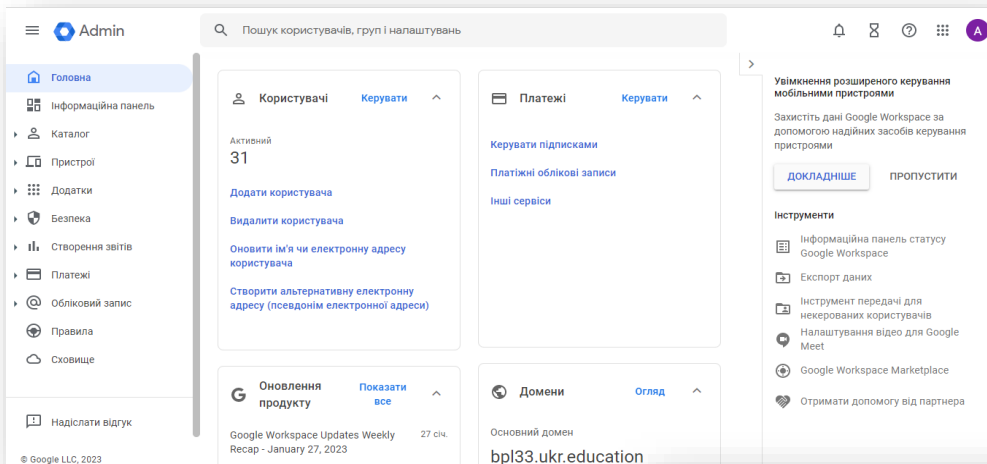 Admin
Пошук користувачів, груп і налаштувань
A
Головна
Інформаційна панель
Каталог
Пристрої
Додатки
Безпека
Створення звітів
Платежі
Обліковий запис
Правила
Сховище
Надіслати відгук
© Google LLC, 2023
Користувачі Керувати
Активний
31
Додати користувача
Видалити користувача
Оновити ім'я чи електронну адресу
користувача
Створити альтернативну електронну
адресу (псевдонім електронної адреси)
Платежі Керувати
Керувати підписками
Платіжні облікові записи
Інші сервіси
Оновлення
продукту
Показати
все
Google Workspace Updates Weekly
Recap - January 27, 2023
27 січ.
Домени Огляд
Основний домен
bpl33.ukr.education
Увімкнення розширеного керування
мобільними пристроями
Захистіть дані Google Workspace за
допомогою надійних засобів керування
пристроями
ДОКЛАДНІШЕ ПРОПУСТИТИ
Інструменти
Інформаційна панель статусу
Google Workspace
Експорт даних
Інструмент передачі для
некерованих користувачів
Налаштування відео для Google
Meet
Google Workspace Marketplace
Отримати допомогу від партнера